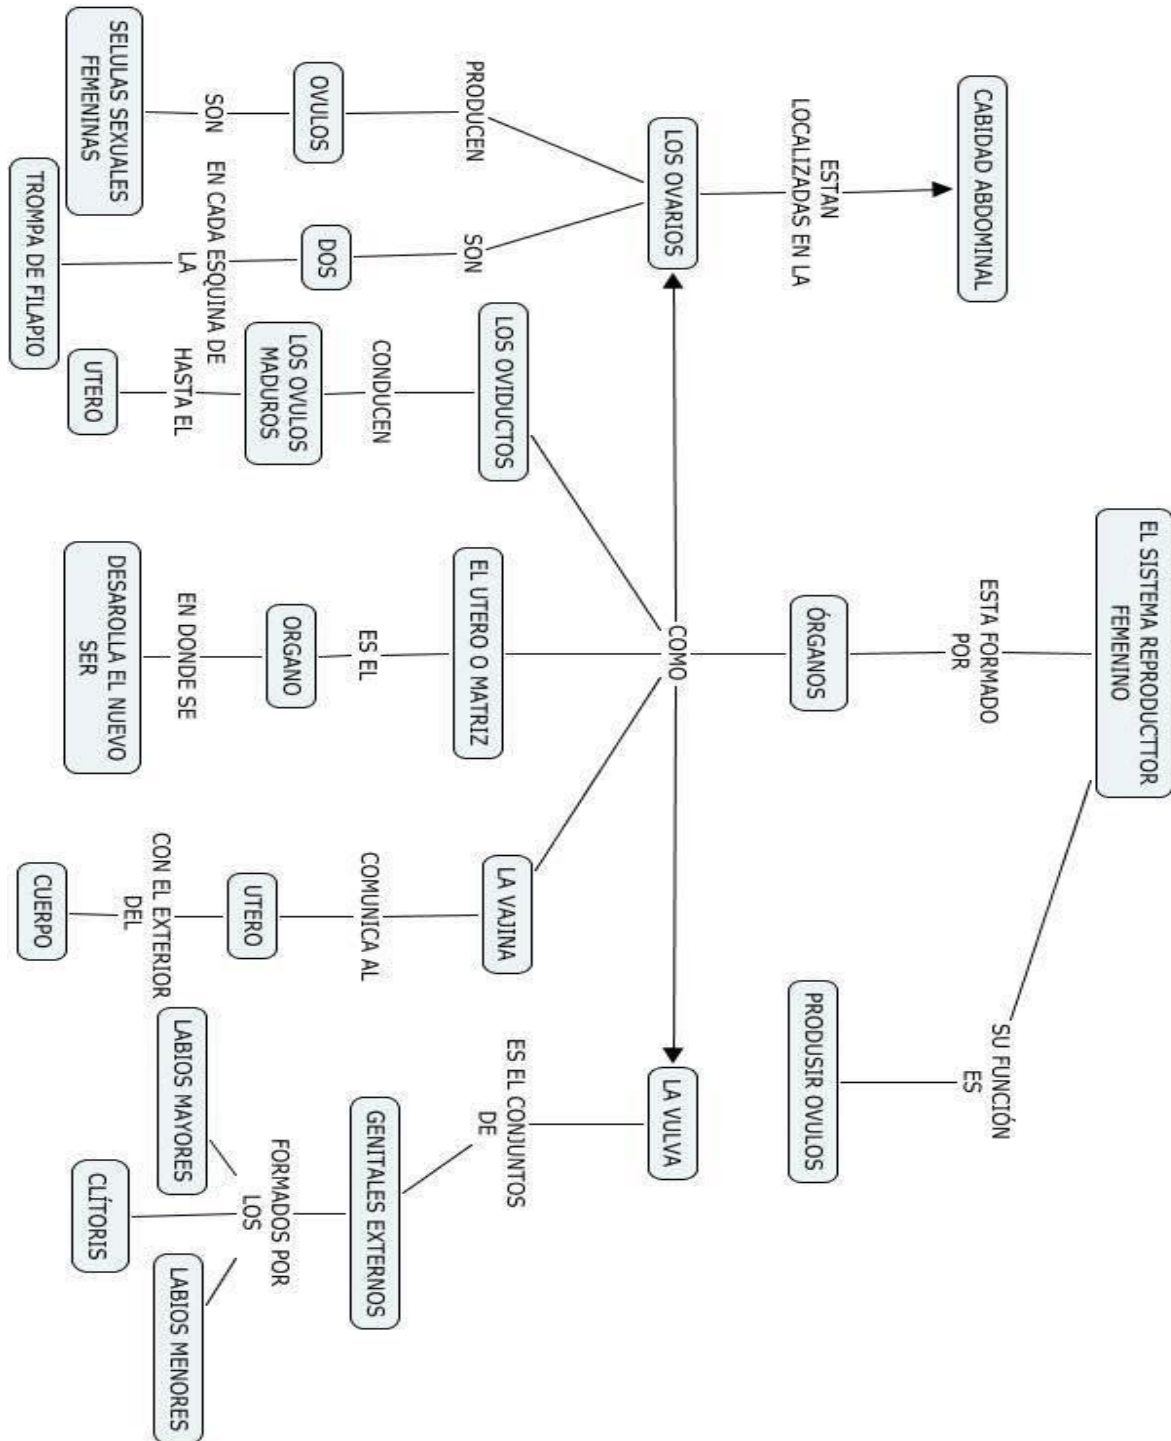 EL SISTEMA REPRODUCTTOR
FEMENINO
ESTA FORMADO
POR
SU FUNCIÓN
ES
CABIDAD ABDOMINAL
ÓRGANOS
PRODUSIR OVULOS
ESTAN
LOCALIZADAS EN LA
LOS OVARIOS
COMO
LA VULVA
PRODUCEN
SON
LOS OVIDUCTOS
EL UTERO O MATRIZ
LA VAJINA
ES EL CONJUNTOS
DE
OVULOS
DOS
CONDUCEN
ES EL
COMUNICA AL
GENITALES EXTERNOS
LOS OVULOS
MADUROS
ORGANO
UTERO
FORMADOS POR
LOS
SON
EN CADA ESQUINA DE
LA
HASTA EL
EN DONDE SE
CON EL EXTERIOR
DEL
LABIOS MAYORES
LABIOS MENORES
SELULAS SEXUALES
FEMENINAS
UTERO
DESAROLLA EL NUEVO
SER
CLÍTORIS
TROMPA DE FILAPIO
CUERPO